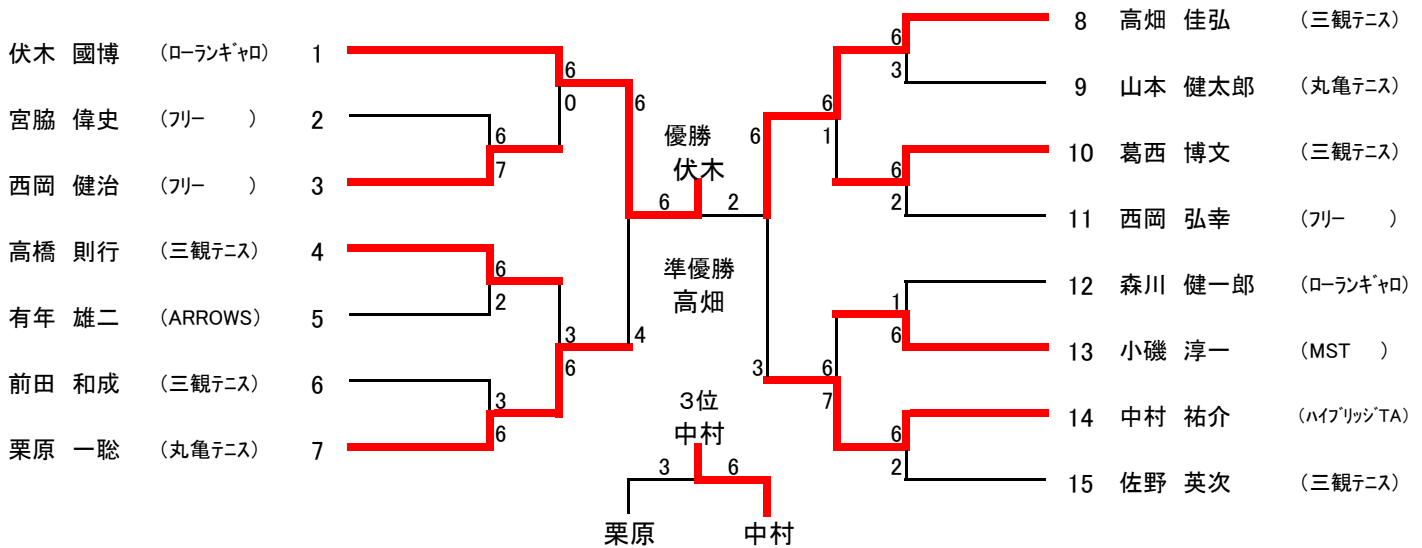 伏木 國博 (ローランギャロ) 1
宮脇 偉史 (フリー ) 2
西岡 健治 (フリー ) 3
高橋 則行 (三観テニス) 4
有年 雄二 (ARROWS) 5
前田 和成 (三観テニス) 6
栗原 一聡 (丸亀テニス) 7
6
0
6
7
6
2
3
6
3
6
6
4
優勝
伏木
6 2
準優勝
高畑
3位
中村
3 6
栗原 中村
6
3
6
1
6
3
6
2
1
6
6
7
6
2
8 高畑 佳弘 (三観テニス)
9 山本 健太郎 (丸亀テニス)
10 葛西 博文 (三観テニス)
11 西岡 弘幸 (フリー )
12 森川 健一郎 (ローランギャロ)
13 小磯 淳一 (MST )
14 中村 祐介 (ハイブリッジTA)
15 佐野 英次 (三観テニス)